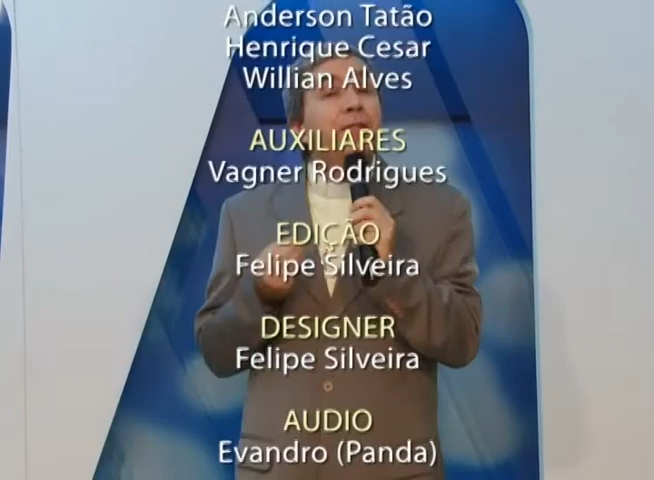 Anderson Tatão
Henrique Cesar
Willian Alves
AUXILIARES
Vagner Rodrigues
EDIÇÃO
Felipe Silveira
DESIGNER
Felipe Silveira
AUDIO
Evandro (Panda)